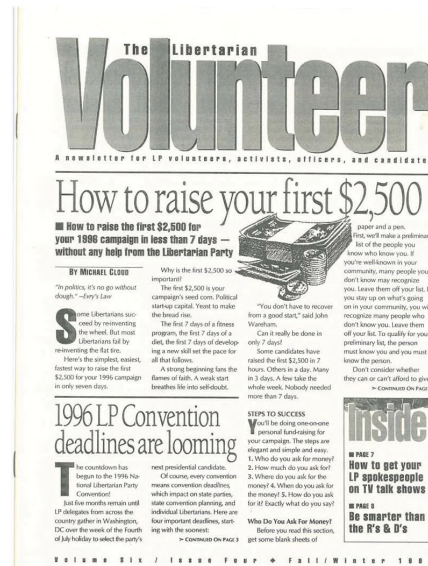 The Libertarian
Volunteer
A newsletter for LP volunteers, activists, officers, and candidate
How to raise your first $2,500
■ How to raise the first $2,500 for
your 1996 campaign in less than 7 days —
without any help from the Libertarian Party
BY MICHAEL CLOUD
"In politics, it's no go without
dough." —Evry's Law
Some Libertarians suc-
ceed by reinventing
the wheel. But most
Libertarians fail by
re-inventing the flat tire.
Here's the simplest, easiest,
fastest way to raise the first
$2,500 for your 1996 campaign
in only seven days.
Why is the first $2,500 so
important?
The first $2,500 is your
campaign's seed corn. Political
start-up capital. Yeast to make
the bread rise.
The first 7 days of a fitness
program, the first 7 days of a
diet, the first 7 days of develop-
ing a new skill set the pace for
all that follows.
A strong beginning fans the
flames of faith. A weak start
breathes life into self-doubt.
"You don't have to recover
from a good start," said John
Wareham.
Can it really be done in
only 7 days?
Some candidates have
raised the first $2,500 in 7
hours. Others in a day. Many
in 3 days. A few take the
whole week. Nobody needed
more than 7 days.
STEPS TO SUCCESS
You'll be doing one-on-one
personal fund-raising for
your campaign. The steps are
elegant and simple and easy.
1. Who do you ask for money?
2. How much do you ask for?
3. Where do you ask for the
money? 4. When do you ask for
the money? 5. How do you ask
for it? Exactly what do you say?
Who Do You Ask For Money?
Before you read this section,
get some blank sheets of
paper and a pen.
First, we'll make a preliminar
list of the people you
know who know you. If
you're well-known in your
community, many people you
don't know may recognize
you. Leave them off your list. I
you stay up on what's going
on in your community, you wi
recognize many people who
don't know you. Leave them
off your list. To qualify for you
preliminary list, the person
must know you and you must
know the person.
Don't consider whether
they can or can't afford to give
➢ CONTINUED ON PAGE
1996 LP Convention
deadlines are looming
The countdown has
begun to the 1996 Na-
tional Libertarian Party
Convention!
Just five months remain until
LP delegates from across the
country gather in Washington,
DC over the week of the Fourth
of July holiday to select the party's
next presidential candidate.
Of course, every convention
means convention deadlines,
which impact on state parties,
state convention planning, and
individual Libertarians. Here are
four important deadlines, start-
ing with the soonest:
➢ CONTINUED ON PAGE 3
Inside
■ PAGE 7
How to get your
LP spokespeople
on TV talk shows
■ PAGE 8
Be smarter than
the R's & D's
Volume Six / Issue Four ✦ Fall/Winter 199